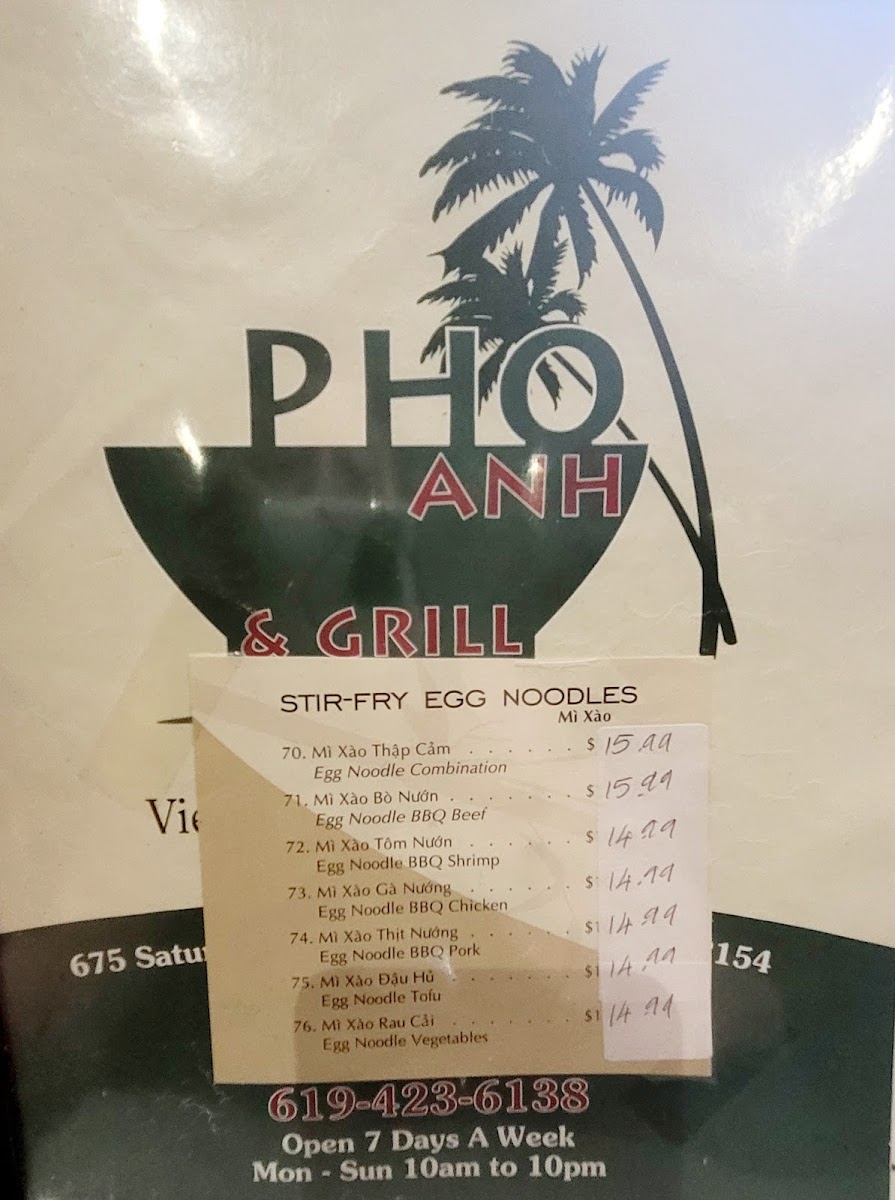 PHO
ANH
& GRILL
STIR-FRY EGG NOODLES
Mì Xào
70. Mì Xào Thập Cẩm . . . . . . $ 15.99
Egg Noodle Combination
71. Mì Xào Bò Nướn . . . . . . . $ 15.99
Egg Noodle BBQ Beef
72. Mì Xào Tôm Nướn . . . . . . $ 14.99
Egg Noodle BBQ Shrimp
73. Mì Xào Gà Nướng . . . . . . $ 14.99
Egg Noodle BBQ Chicken
74. Mì Xào Thịt Nướng . . . . . . $ 14.99
Egg Noodle BBQ Pork
75. Mì Xào Đậu Hủ . . . . . . . $ 14.99
Egg Noodle Tofu
76. Mì Xào Rau Cải . . . . . . . $ 14.99
Egg Noodle Vegetables
675 Satu 154
619-423-6138
Open 7 Days A Week
Mon - Sun 10am to 10pm